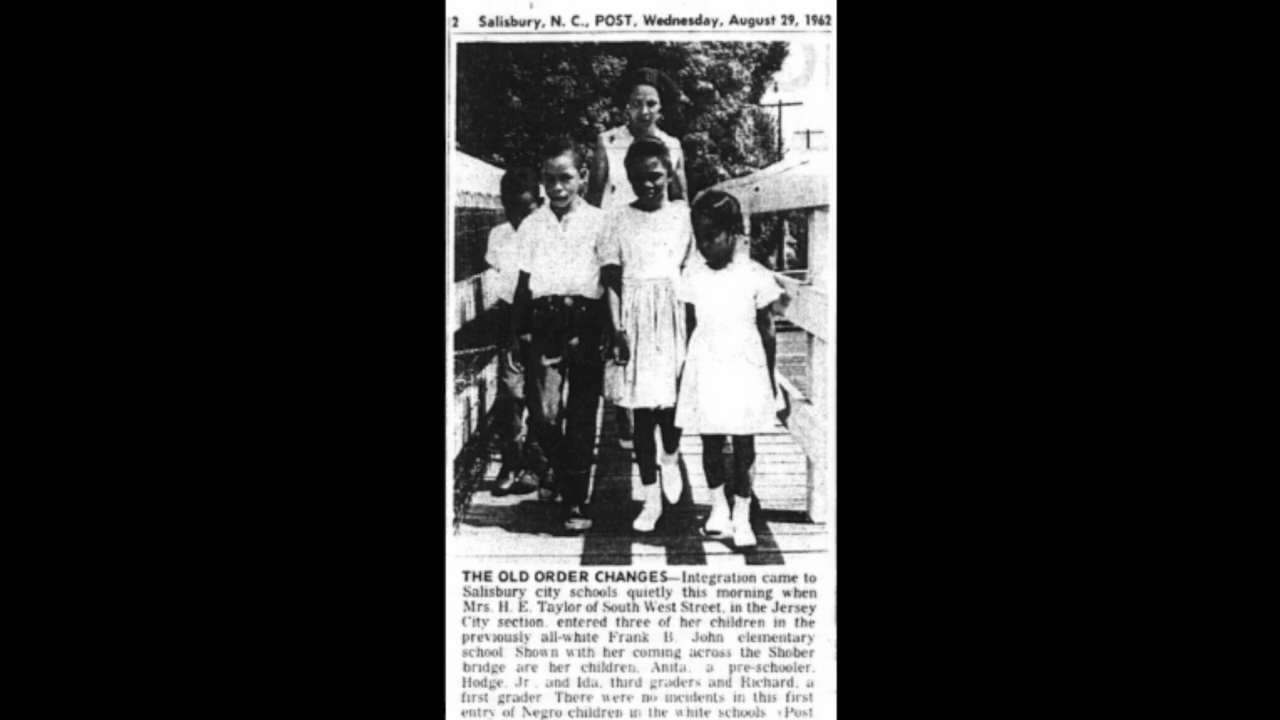 2 Salisbury, N. C., POST, Wednesday, August 29, 1962
THE OLD ORDER CHANGES—Integration came to
Salisbury city schools quietly this morning when
Mrs. H. E. Taylor of South West Street, in the Jersey
City section, entered three of her children in the
previously all-white Frank B. John elementary
school. Shown with her coming across the Shober
bridge are her children, Anita, a pre-schooler,
Hodge, Jr., and Ida, third graders and Richard, a
first grader. There were no incidents in this first
entry of Negro children in the white schools. (Post